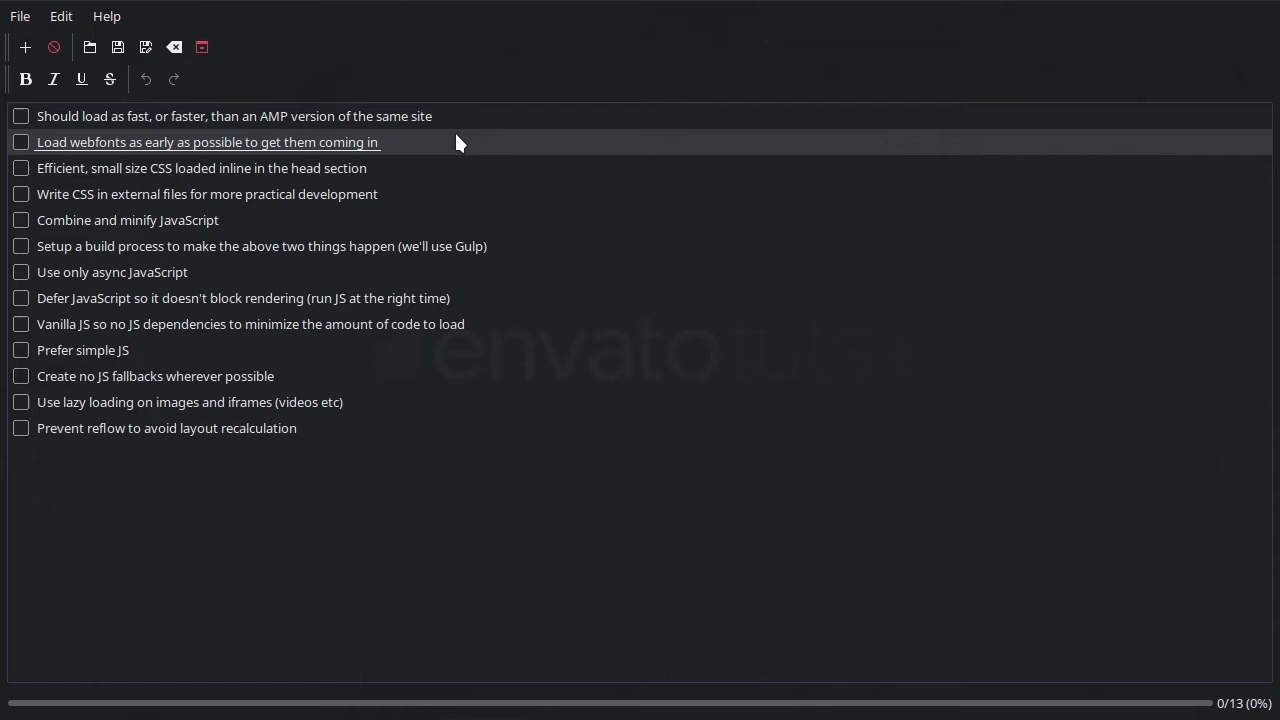 File Edit Help
B I U S
Should load as fast, or faster, than an AMP version of the same site
Load webfonts as early as possible to get them coming in
Efficient, small size CSS loaded inline in the head section
Write CSS in external files for more practical development
Combine and minify JavaScript
Setup a build process to make the above two things happen (we'll use Gulp)
Use only async JavaScript
Defer JavaScript so it doesn't block rendering (run JS at the right time)
Vanilla JS so no JS dependencies to minimize the amount of code to load
envato tuts+
Prefer simple JS
Create no JS fallbacks wherever possible
Use lazy loading on images and iframes (videos etc)
Prevent reflow to avoid layout recalculation
0/13 (0%)